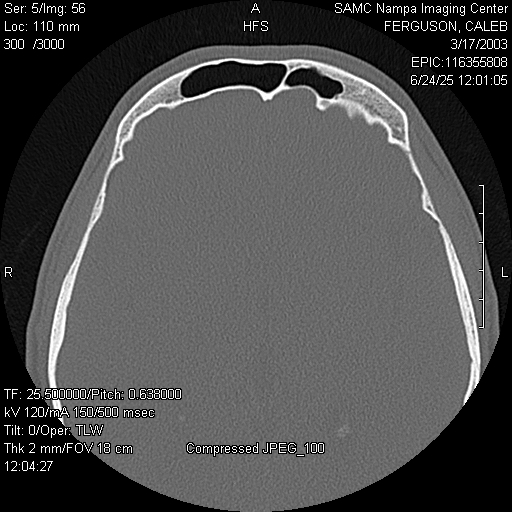 Ser: 5/Img: 56
Loc: 110 mm
300 /3000
A
HFS
SAMC Nampa Imaging Center
FERGUSON, CALEB
3/17/2003
EPIC:116355808
6/24/25 12:01:05
R
L
TF: 25.500000/Pitch: 0.638000
kV 120/mA 150/500 msec
Tilt: 0/Oper: TLW
Thk 2 mm/FOV 18 cm
12:04:27
Compressed JPEG_100